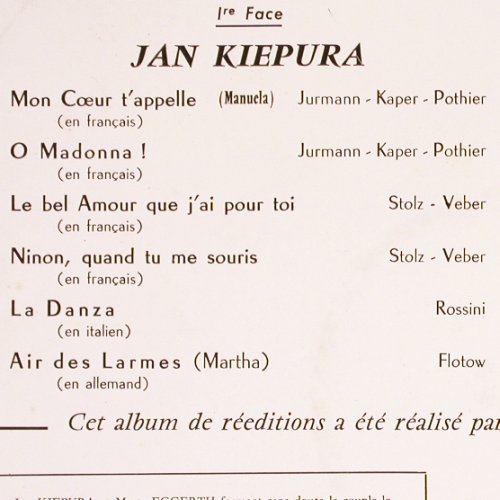 Ire Face
JAN KIEPURA
Mon Cœur t'appelle (Manuela) Jurmann - Kaper - Pothier
(en français)
O Madonna ! Jurmann - Kaper - Pothier
(en français)
Le bel Amour que j'ai pour toi Stolz - Veber
(en français)
Ninon, quand tu me souris Stolz - Veber
(en français)
La Danza Rossini
(en italien)
Air des Larmes (Martha) Flotow
(en allemand)
Cet album de rééditions a été réalisé par